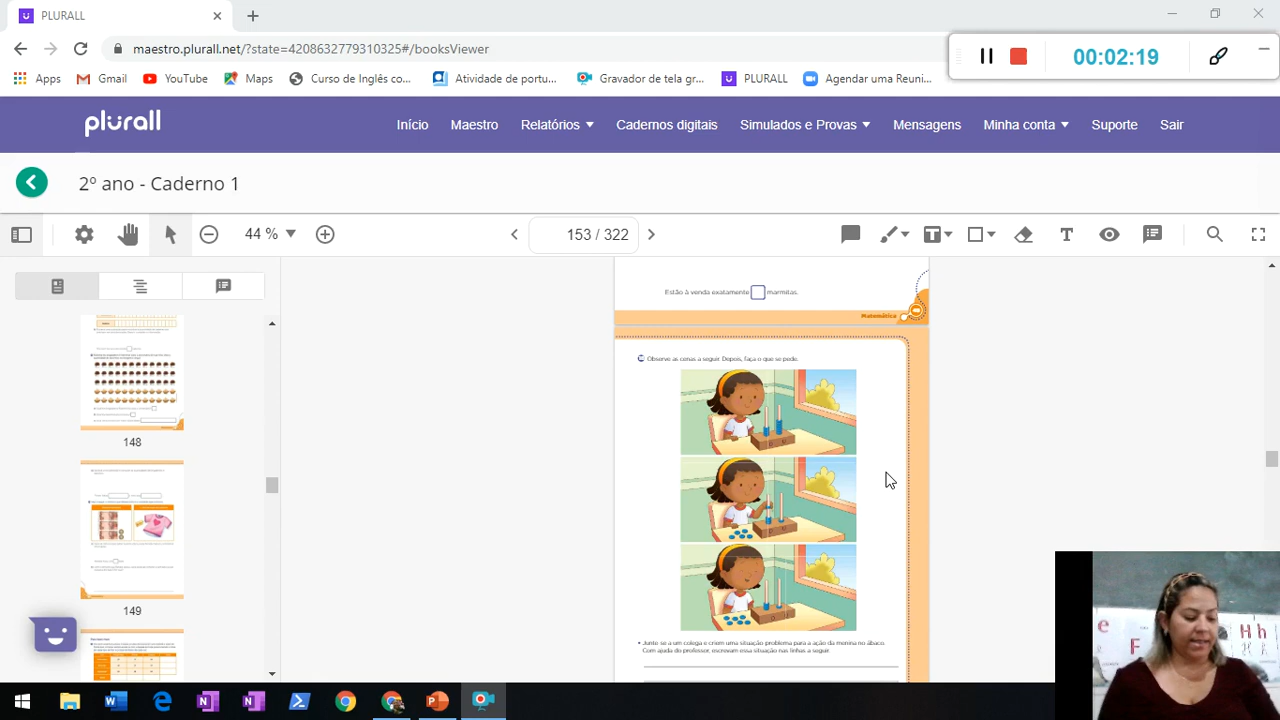 PLURALL
maestro.plurall.net/?state=4208632779310325#/booksViewer
00:02:19
Apps
Gmail
YouTube
Maps
Curso de Inglês co...
Atividade de portu...
Gravador de tela gr...
PLURALL
Agendar uma Reuni...
plurall
Início
Maestro
Relatórios
Cadernos digitais
Simulados e Provas
Mensagens
Minha conta
Suporte
Sair
2º ano - Caderno 1
44 %
153 / 322
148
149
Estão à venda exatamente marmitas.
Matemática
Observe as cenas a seguir. Depois, faça o que se pede.
• Junte-se a um colega e criem uma situação-problema para a ação da menina no ábaco.
Com ajuda do professor, escrevam essa situação nas linhas a seguir.